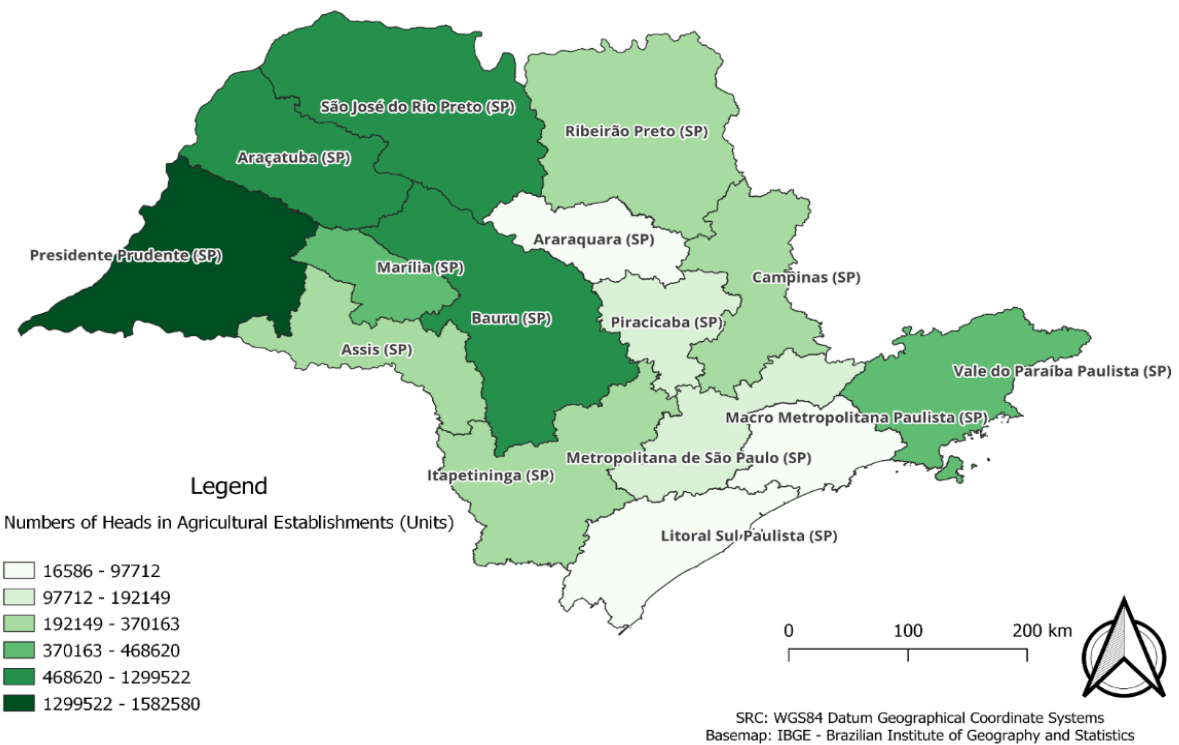 São José do Rio Preto (SP)
Ribeirão Preto (SP)
Araçatuba (SP)
Araraquara (SP)
Presidente Prudente (SP)
Marília (SP)
Campinas (SP)
Bauru (SP)
Piracicaba (SP)
Assis (SP)
Vale do Paraíba Paulista (SP)
Macro Metropolitana Paulista (SP)
Metropolitana de São Paulo (SP)
Itapetininga (SP)
Litoral Sul Paulista (SP)
Legend
Numbers of Heads in Agricultural Establishments (Units)
16586 - 97712
97712 - 192149
192149 - 370163
370163 - 468620
468620 - 1299522
1299522 - 1582580
0 100 200 km
SRC: WGS84 Datum Geographical Coordinate Systems
Basemap: IBGE - Brazilian Institute of Geography and Statistics